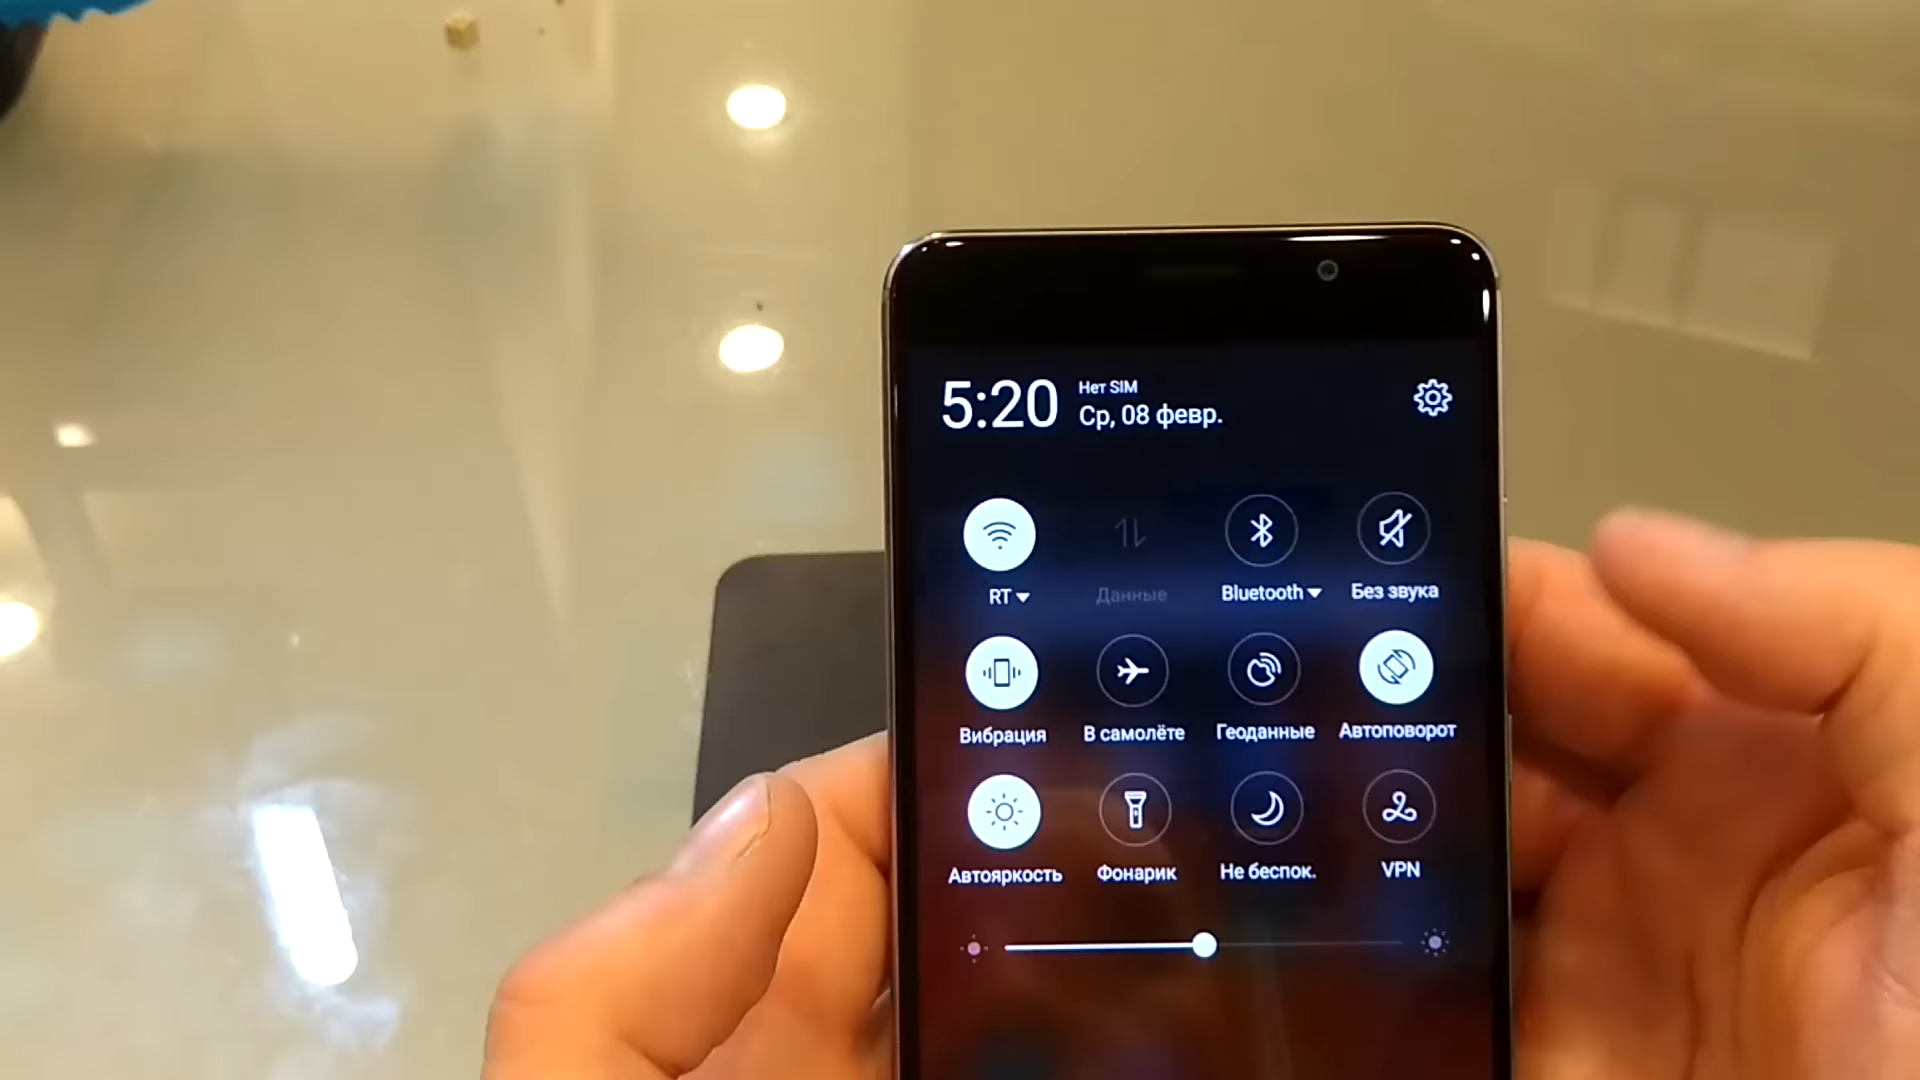 5:20
Нет SIM
Ср, 08 февр.
RT
Данные
Bluetooth
Без звука
Вибрация
В самолёте
Геоданные
Автоповорот
Автояркость
Фонарик
Не беспок.
VPN